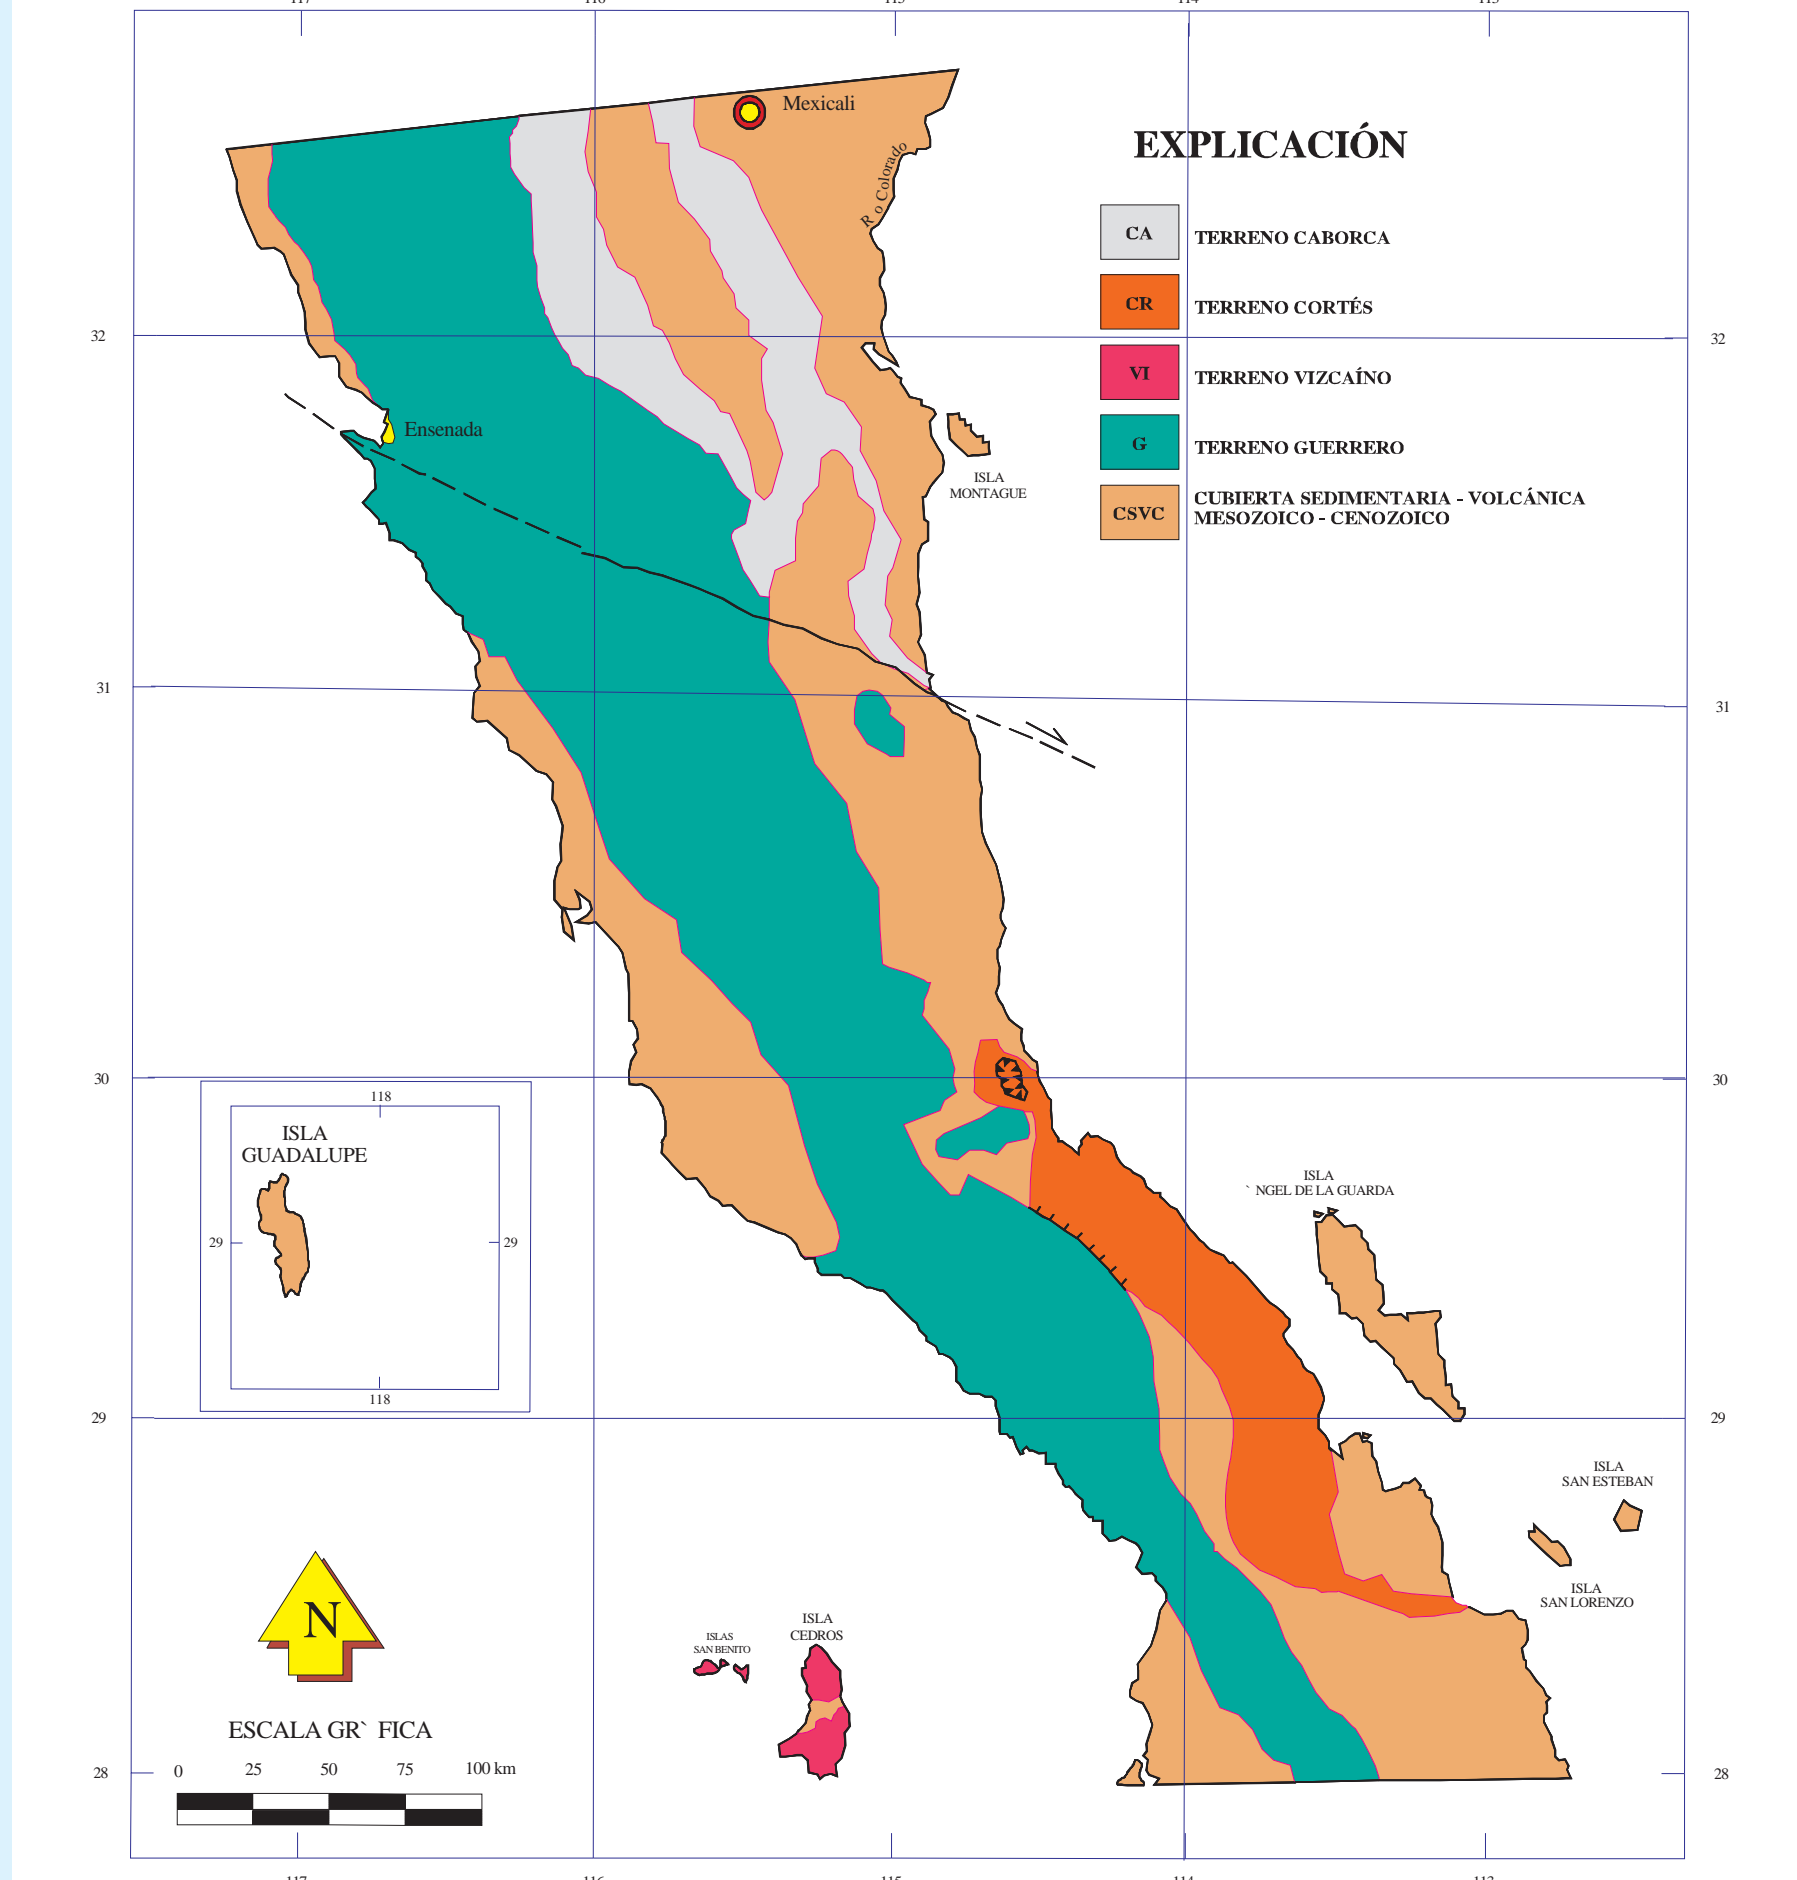 Mexicali
R o Colorado
EXPLICACIÓN
CA TERRENO CABORCA
CR TERRENO CORTÉS
VI TERRENO VIZCAÍNO
G TERRENO GUERRERO
CSVC CUBIERTA SEDIMENTARIA - VOLCÁNICA
MESOZOICO - CENOZOICO
32
32
Ensenada
ISLA
MONTAGUE
31
31
30
30
118
ISLA
GUADALUPE
29
29
118
ISLA
` NGEL DE LA GUARDA
29
29
ISLA
SAN ESTEBAN
ISLA
SAN LORENZO
N
ISLAS
SAN BENITO
ISLA
CEDROS
ESCALA GR` FICA
0 25 50 75 100 km
28
28